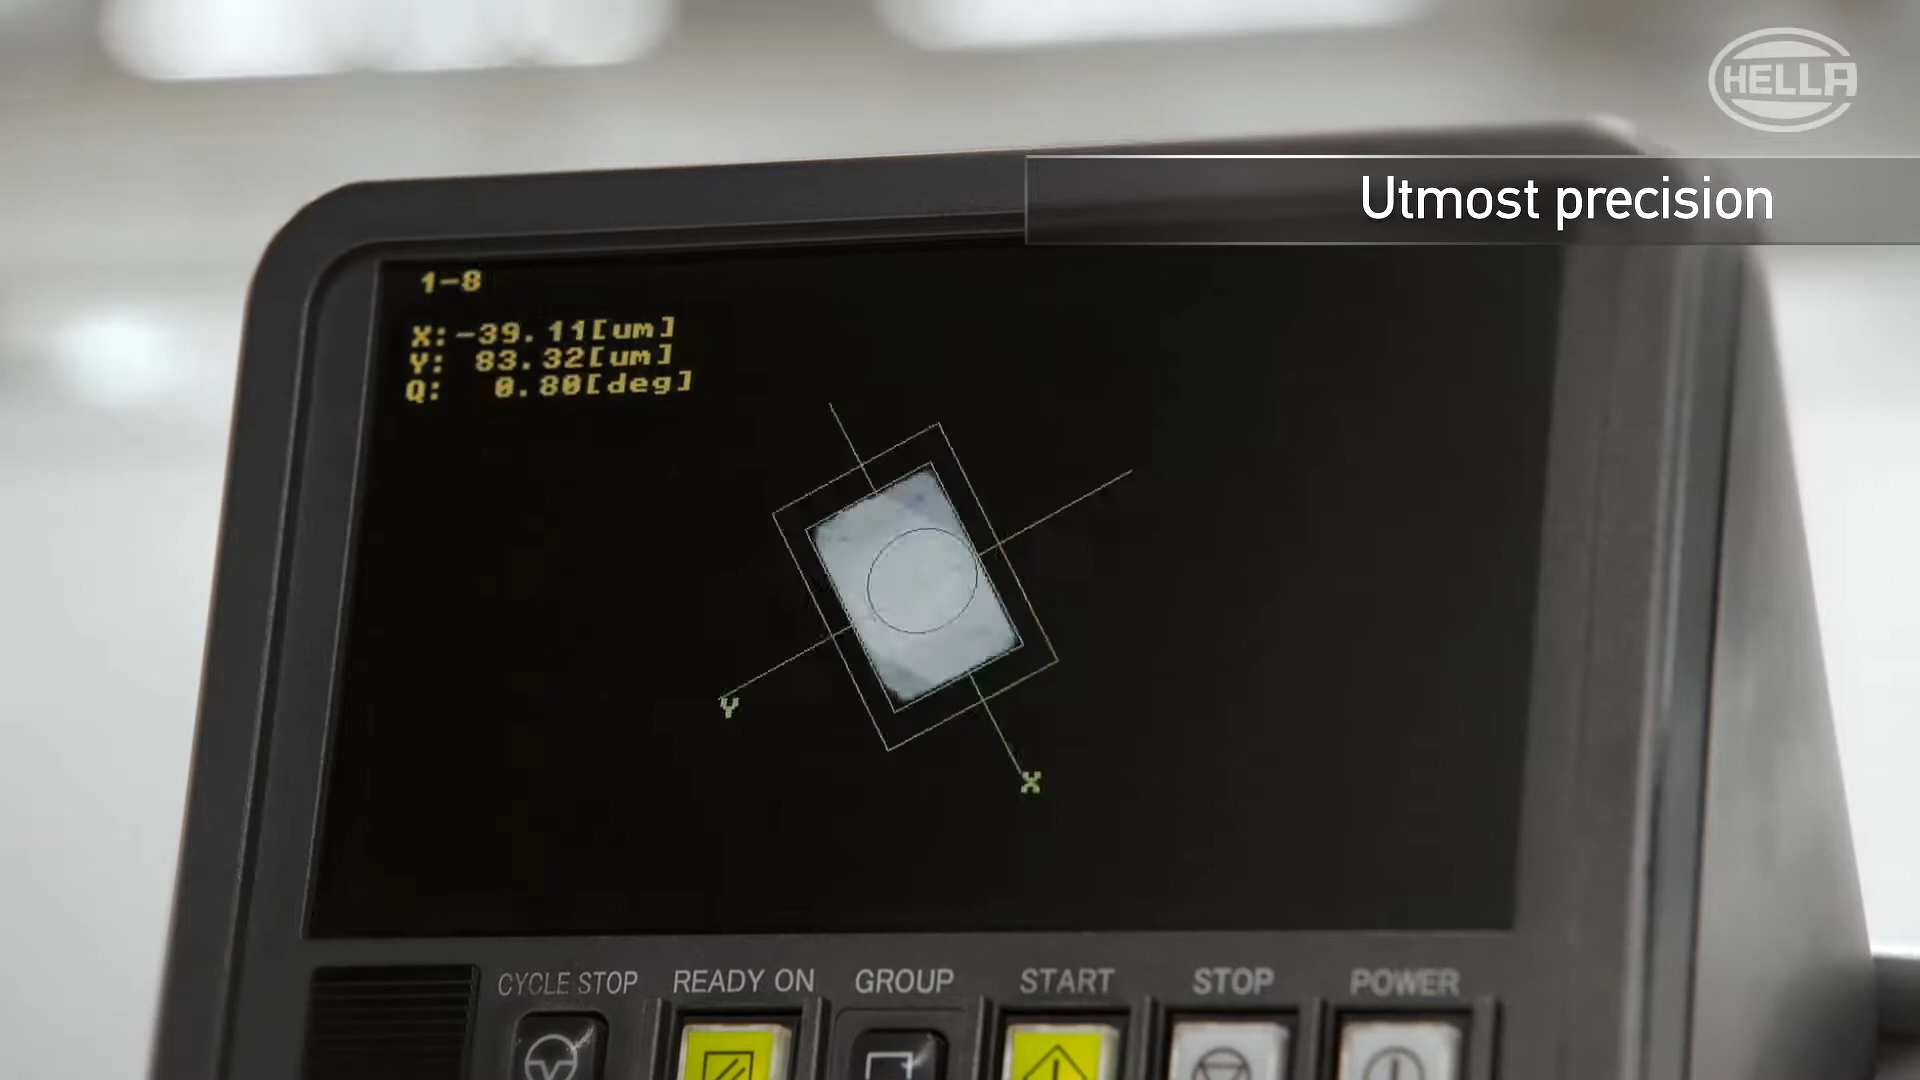 HELLA
Utmost precision
1-8
X:-39.11[um]
Y: 83.32[um]
Q: 0.80[deg]
Y
X
CYCLE STOP
READY ON
GROUP
START
STOP
POWER